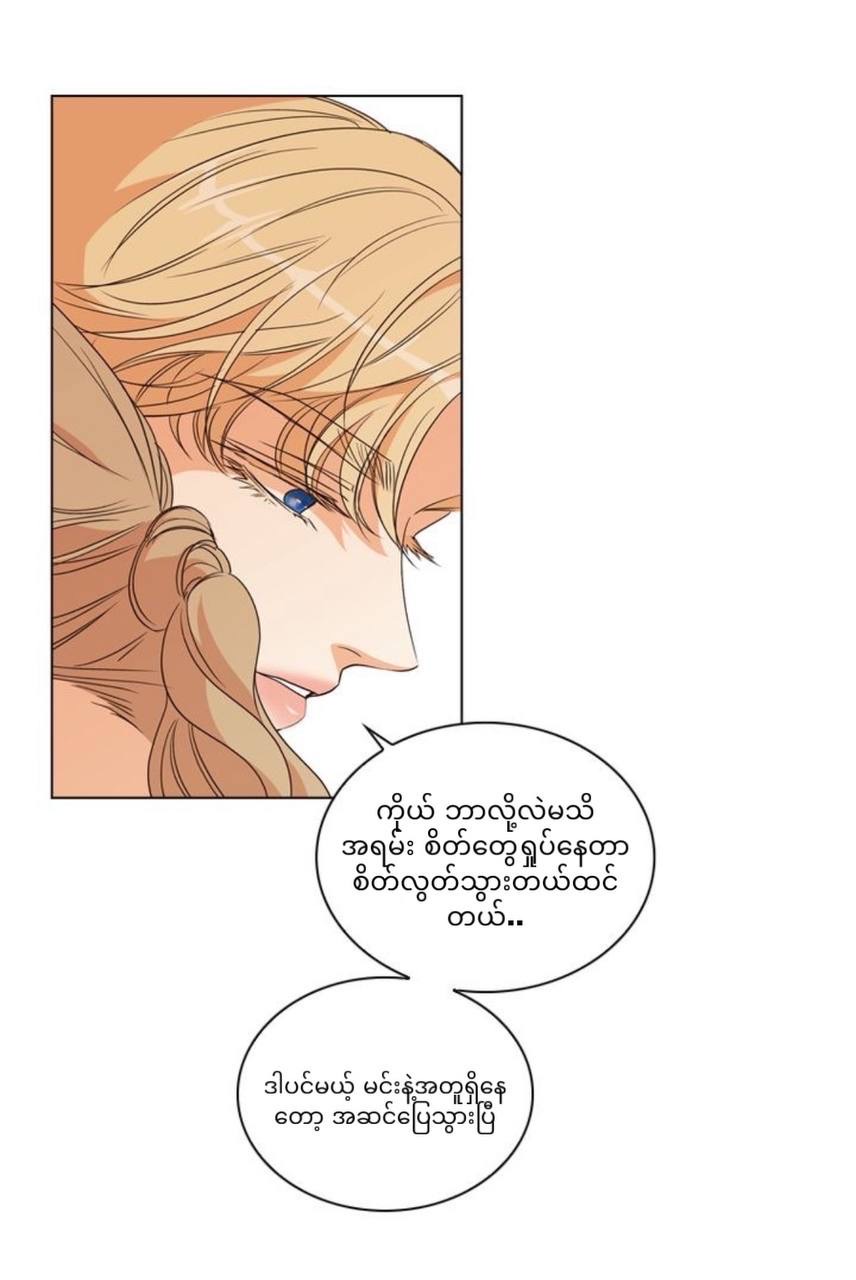 ကိုယ် ဘာလို့လဲမသိ
အရမ်း စိတ်တွေရှုပ်နေတာ
စိတ်လွတ်သွားတယ်ထင်
တယ်..
ဒါပင်မယ့် မင်းနဲ့အတူရှိနေ
တော့ အဆင်ပြေသွားပြီ